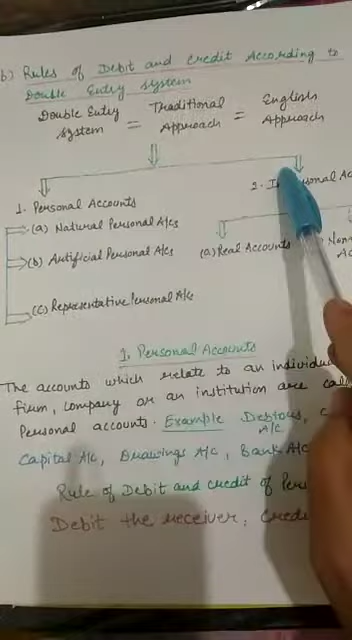 b) Rules of Debit and Credit According to
Double Entry System
Double Entry System = Traditional Approach = English Approach
1. Personal Accounts
2.
(a) Natural Personal A/cs
(b) Artificial Personal A/cs
(c) Representative Personal A/cs
(a) Real Accounts
1. Personal Accounts
The accounts which relate to an
firm, company or an institution are
Personal accounts. Example Debtors, A/C
Capital A/c, Drawings A/c, Bank A/c
Rule of Debit and credit of
Debit the receiver,